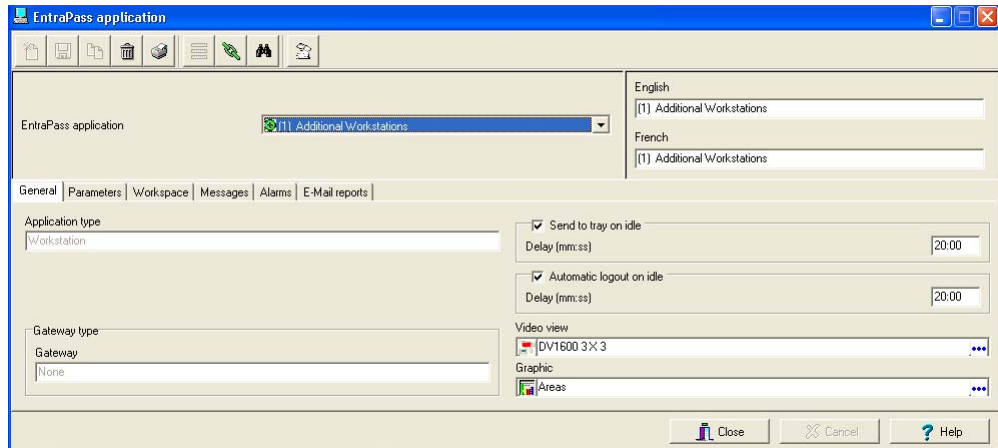 EntraPass application
English
(1) Additional Workstations
EntraPass application
(1) Additional Workstations
French
(1) Additional Workstations
General Parameters Workspace Messages Alarms E-Mail reports
Application type
Workstation
Send to tray on idle
Delay (mm:ss) 20:00
Automatic logout on idle
Delay (mm:ss) 20:00
Gateway type
Gateway
None
Video view
DV1600 3 X 3
Graphic
Areas
Close Cancel Help